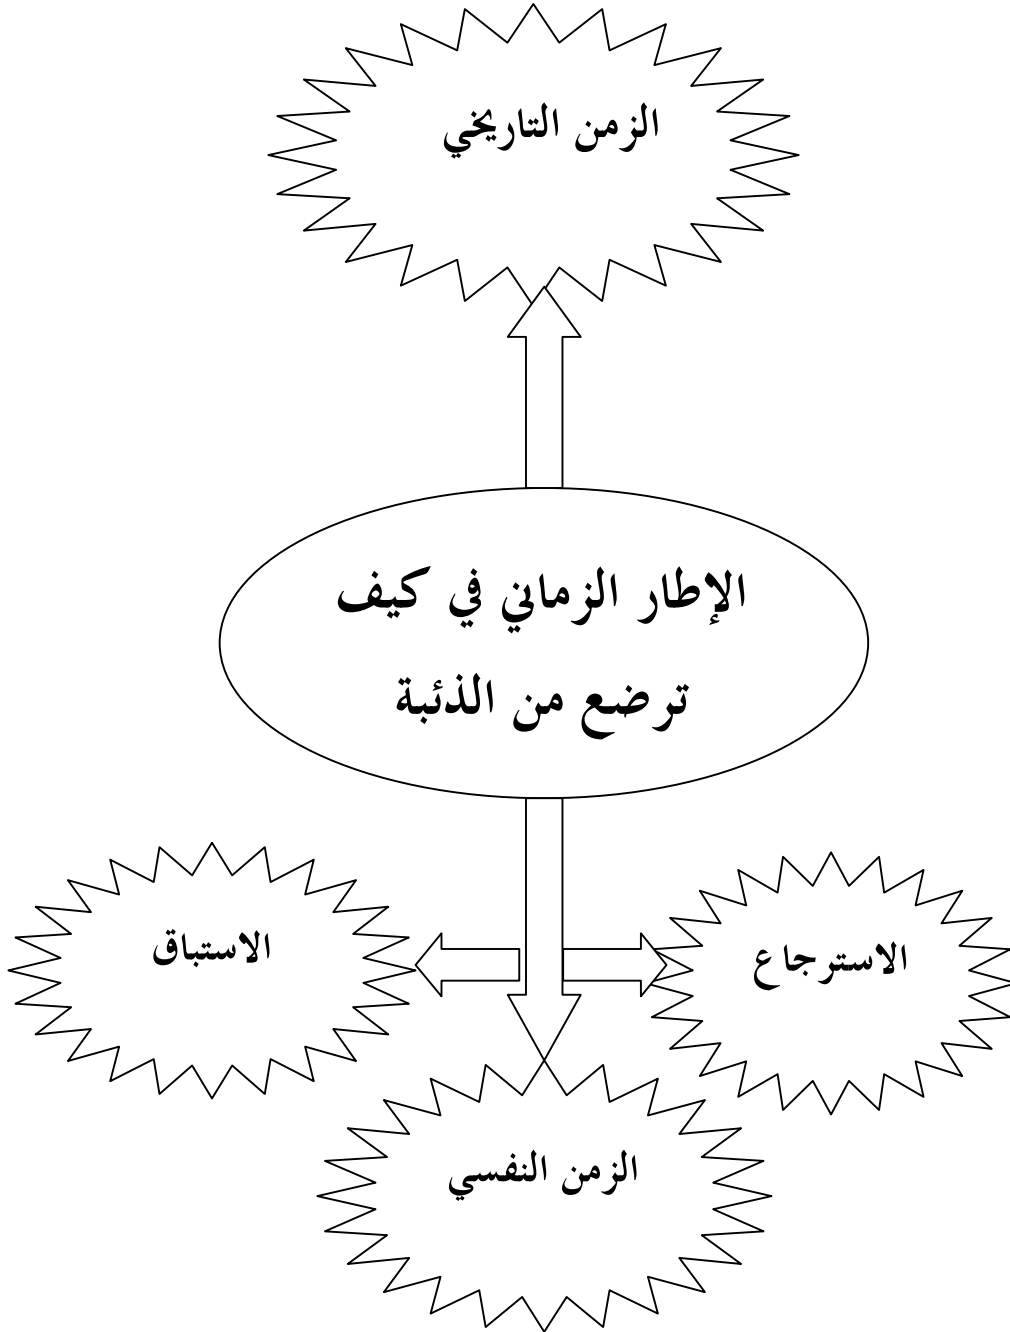 الزمن التاريخي
الإطار الزماني في كيف
ترضع من الذئبة
الاسترجاع
الاستباق
الزمن النفسي